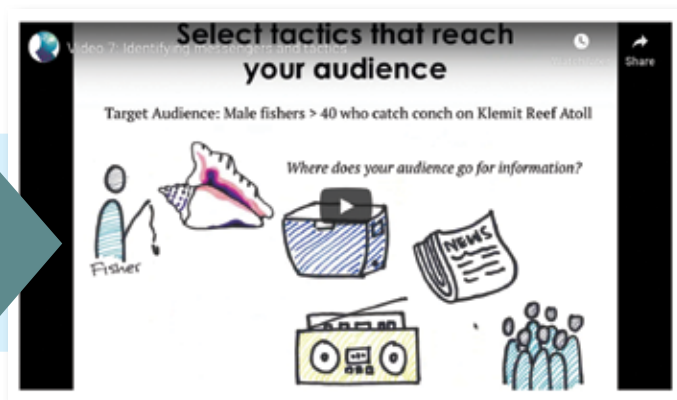 Select tactics that reach
your audience
Video 7: Identifying messengers and tactics
Share
Target Audience: Male fishers > 40 who catch conch on Klemit Reef Atoll
Where does your audience go for information?
Fisher
NEWS